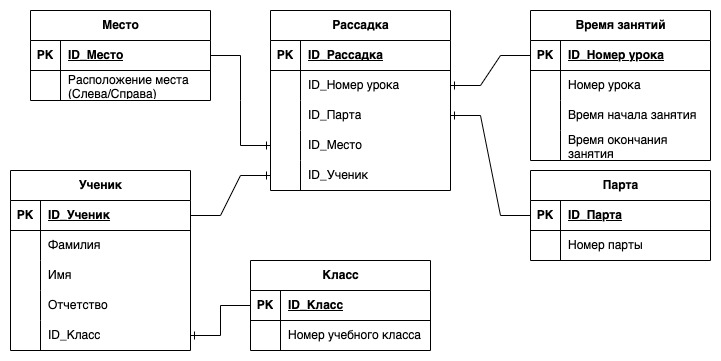 Место
PK ID_Место
Расположение места
(Слева/Справа)
Рассадка
PK ID_Рассадка
ID_Номер урока
ID_Парта
ID_Место
ID_Ученик
Время занятий
PK ID_Номер урока
Номер урока
Время начала занятия
Время окончания
занятия
Ученик
PK ID_Ученик
Фамилия
Имя
Отчетство
ID_Класс
Класс
PK ID_Класс
Номер учебного класса
Парта
PK ID_Парта
Номер парты